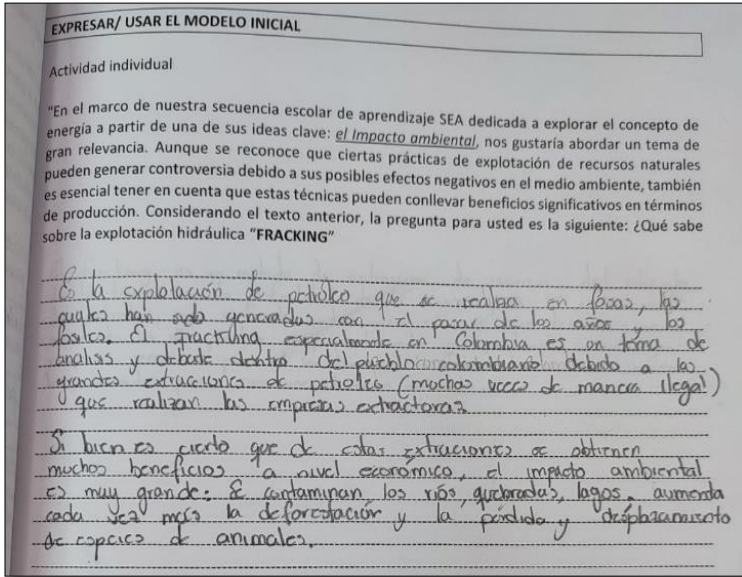 EXPRESAR/ USAR EL MODELO INICIAL
Actividad individual
"En el marco de nuestra secuencia escolar de aprendizaje SEA dedicada a explorar el concepto de
energía a partir de una de sus ideas clave: el Impacto ambiental, nos gustaría abordar un tema de
gran relevancia. Aunque se reconoce que ciertas prácticas de explotación de recursos naturales
pueden generar controversia debido a sus posibles efectos negativos en el medio ambiente, también
es esencial tener en cuenta que estas técnicas pueden conllevar beneficios significativos en términos
de producción. Considerando el texto anterior, la pregunta para usted es la siguiente: ¿Qué sabe
sobre la explotación hidráulica "FRACKING"
Es la explotación de petróleo que se realiza en fosas, las
cuales han sido generadas con el pasar de los años y los
fósiles. El fracking especialmente en Colombia es un tema de
analisis y debate dentro del colombiano debido a las
grandes extracciones de petroleo (muchas veces de manera ilegal)
que realizan las empresas extractoras.
Si bien es cierto que de estas extraciones se obtienen
muchos beneficios a nivel económico, el impacto ambiental
es muy grande: Se contaminan los ríos, quebradas, lagos. aumenta
cada vez más la deforestación y la pérdida y desplazamiento
de especies de animales.